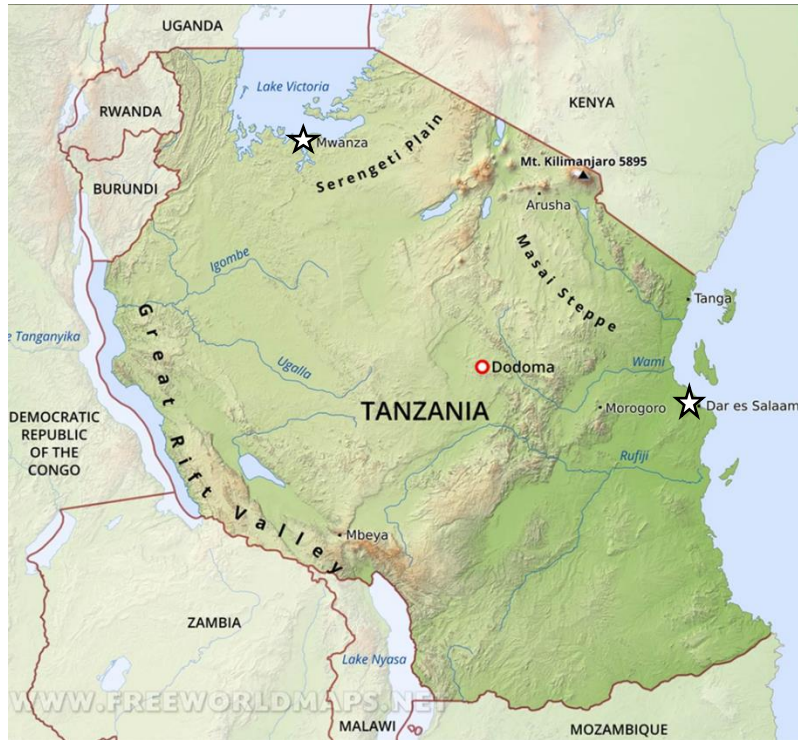 UGANDA
Lake Victoria
KENYA
RWANDA
Mwanza
Serengeti Plain
Mt. Kilimanjaro 5895
BURUNDI
Arusha
Masai Steppe
Igombe
Tanga
Great Rift Valley
e Tanganyika
Ugalla
Wami
Dodoma
TANZANIA
Morogoro
Dar es Salaam
DEMOCRATIC
REPUBLIC
OF THE
CONGO
Rufiji
Mbeya
ZAMBIA
Lake Nyasa
WWW.FREEWORLDMAPS.NET
MALAWI
MOZAMBIQUE